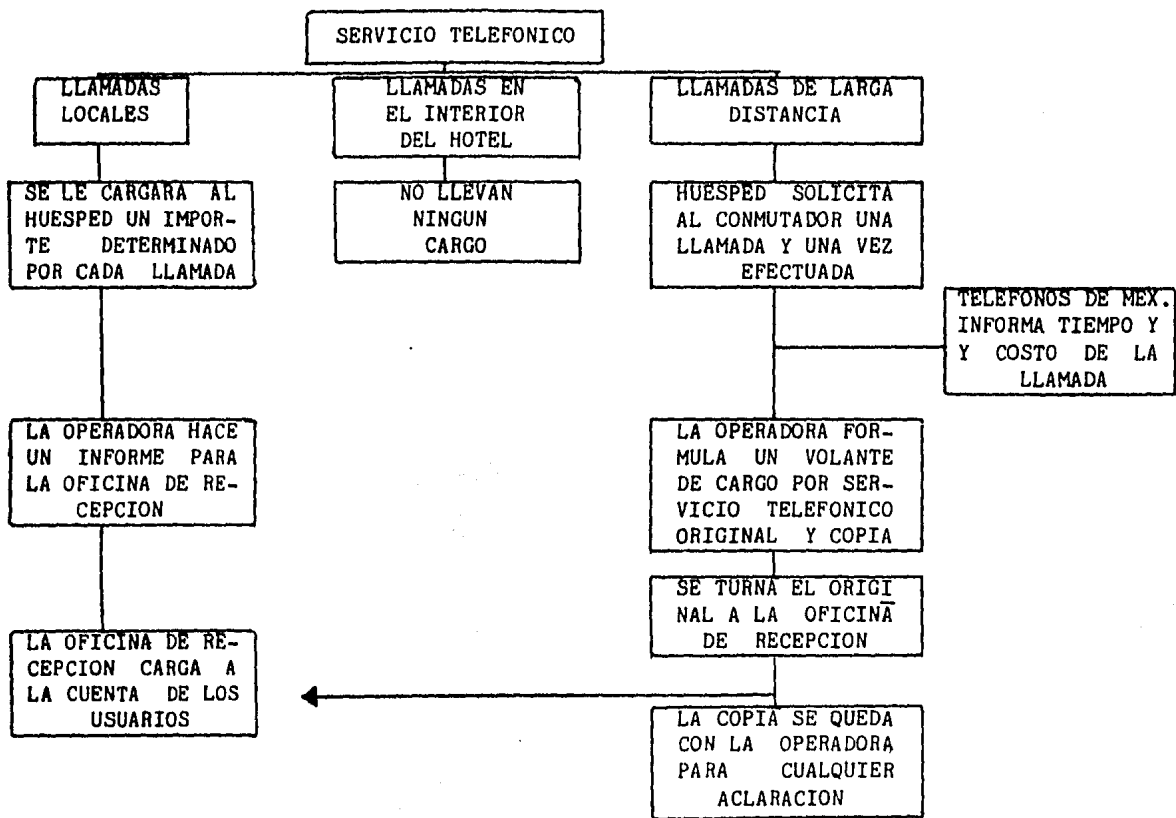 SERVICIO TELEFONICO
LLAMADAS
LOCALES
LLAMADAS EN
EL INTERIOR
DEL HOTEL
LLAMADAS DE LARGA
DISTANCIA
SE LE CARGARA AL
HUESPED UN IMPOR-
TE DETERMINADO
POR CADA LLAMADA
NO LLEVAN
NINGUN
CARGO
HUESPED SOLICITA
AL CONMUTADOR UNA
LLAMADA Y UNA VEZ
EFECTUADA
TELEFONOS DE MEX.
INFORMA TIEMPO Y
Y COSTO DE LA
LLAMADA
LA OPERADORA HACE
UN INFORME PARA
LA OFICINA DE RE-
CEPCION
LA OPERADORA FOR-
MULA UN VOLANTE
DE CARGO POR SER-
VICIO TELEFONICO
ORIGINAL Y COPIA
SE TURNA EL ORIGI
NAL A LA OFICINA
DE RECEPCION
LA OFICINA DE RE-
CEPCION CARGA A
LA CUENTA DE LOS
USUARIOS
LA COPIA SE QUEDA
CON LA OPERADORA
PARA CUALQUIER
ACLARACION